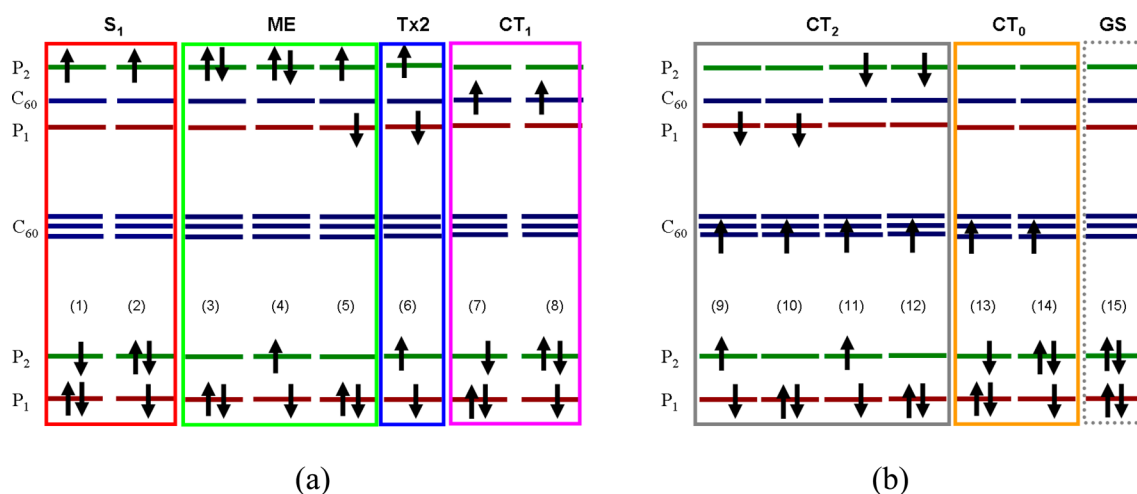 S₁ ME Tx2 CT₁ CT₂ CT₀ GS
P₂ P₂
C₆₀ C₆₀
P₁ P₁
C₆₀ C₆₀
(1) (2) (3) (4) (5) (6) (7) (8) (9) (10) (11) (12) (13) (14) (15)
P₂ P₂
P₁ P₁
(a) (b)